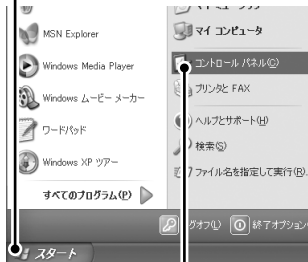 MSN Explorer
Windows Media Player
Windows ムービー メーカー
ワードパッド
Windows XP ツアー
すべてのプログラム(P)
マイ コンピュータ
コントロール パネル(C)
プリンタと FAX
ヘルプとサポート(H)
検索(S)
ファイル名を指定して実行(R)
グオフ(L)
終了オプション
スタート